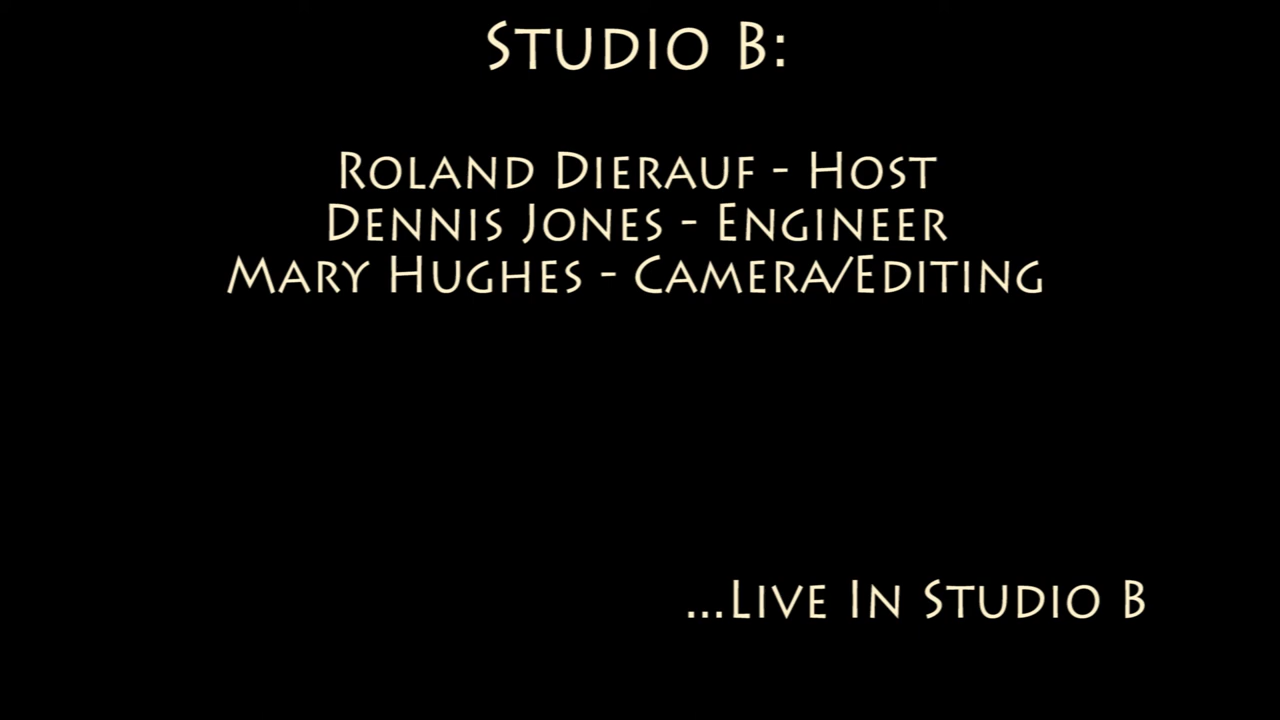 Studio B:
Roland Dierauf - Host
Dennis Jones - Engineer
Mary Hughes - Camera/Editing
...Live In Studio B